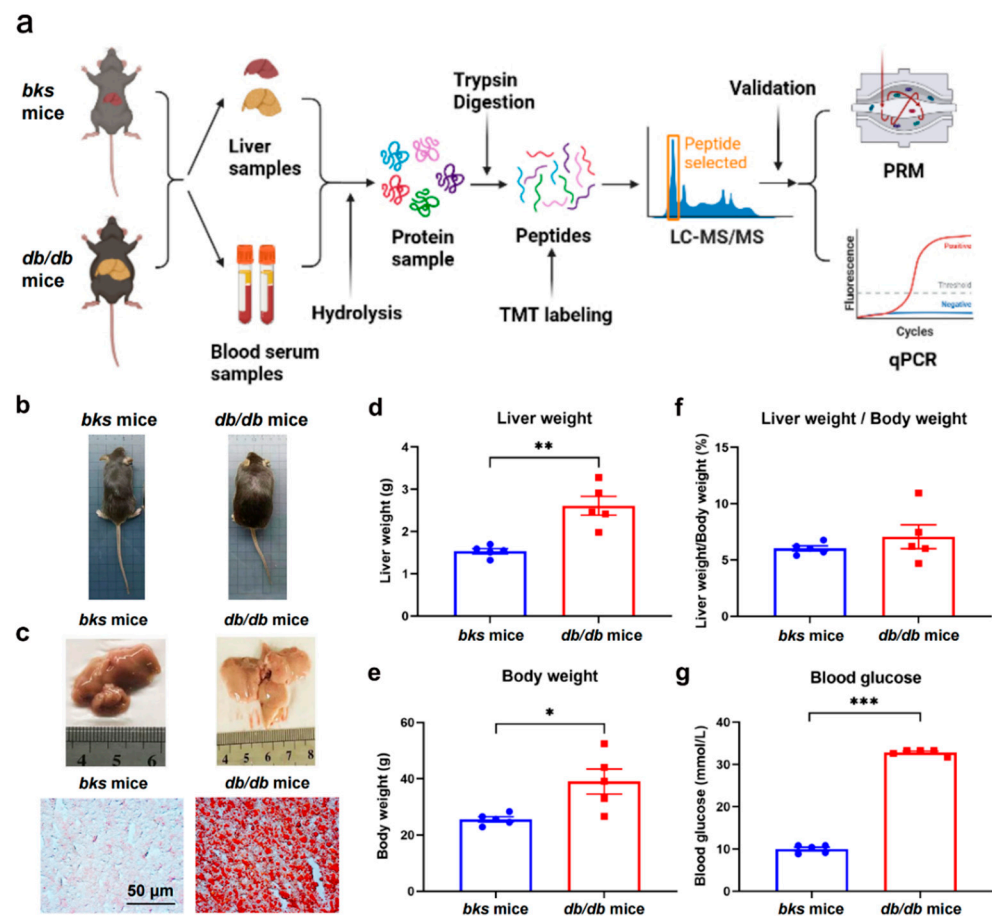 a
bks
mice
db/db
mice
Liver
samples
Blood serum
samples
Hydrolysis
Protein
sample
Trypsin
Digestion
Peptides
TMT labeling
Peptide
selected
LC-MS/MS
Validation
PRM
Fluorescence
Positive
Threshold
Negative
Cycles
qPCR
b
bks mice
db/db mice
c
bks mice
db/db mice
4 5 6
4 5 6 7 8
bks mice
db/db mice
50 μm
d
Liver weight
Liver weight (g)
4
3
2
1
0
**
bks mice
db/db mice
e
Body weight
Body weight (g)
60
40
20
0
*
bks mice
db/db mice
f
Liver weight / Body weight
Liver weight/Body weight (%)
15
10
5
0
bks mice
db/db mice
g
Blood glucose
Blood glucose (mmol/L)
40
30
20
10
0
***
bks mice
db/db mice